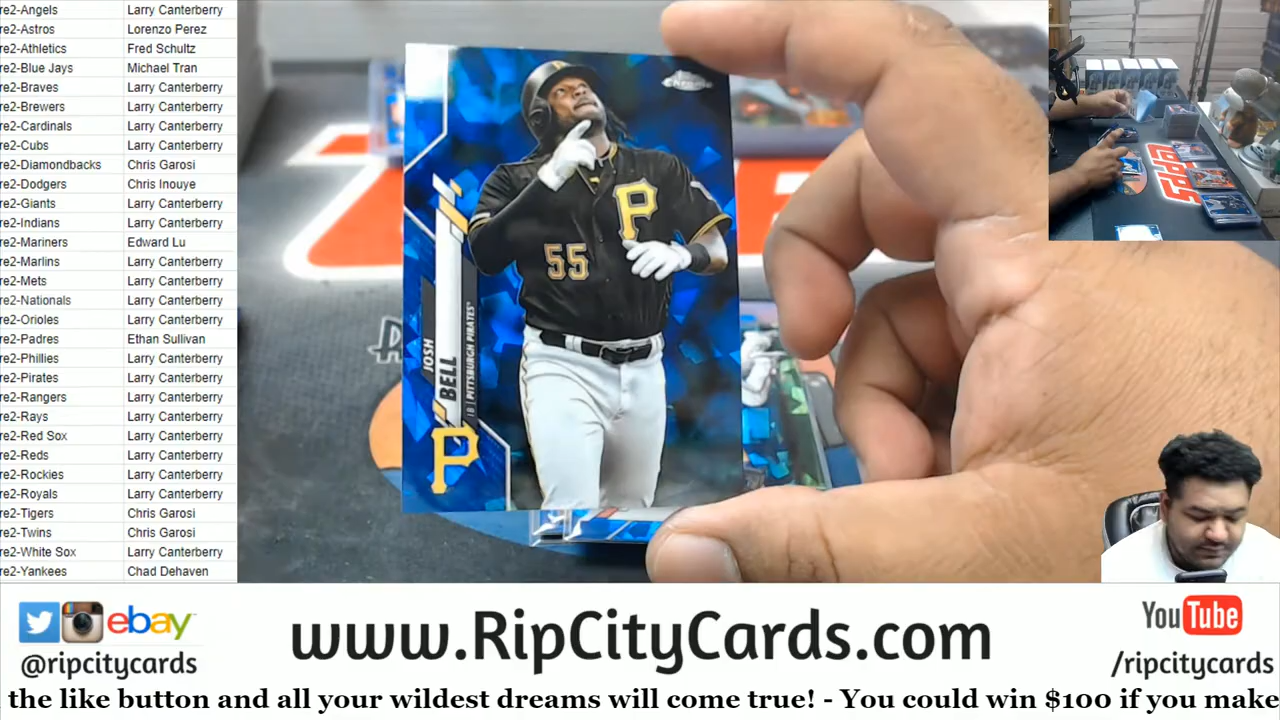 re2-Angels Larry Canterberry
re2-Astros Lorenzo Perez
re2-Athletics Fred Schultz
re2-Blue Jays Michael Tran
re2-Braves Larry Canterberry
re2-Brewers Larry Canterberry
re2-Cardinals Larry Canterberry
re2-Cubs Larry Canterberry
re2-Diamondbacks Chris Garosi
re2-Dodgers Chris Inouye
re2-Giants Larry Canterberry
re2-Indians Larry Canterberry
re2-Mariners Edward Lu
re2-Marlins Larry Canterberry
re2-Mets Larry Canterberry
re2-Nationals Larry Canterberry
re2-Orioles Larry Canterberry
re2-Padres Ethan Sullivan
re2-Phillies Larry Canterberry
re2-Pirates Larry Canterberry
re2-Rangers Larry Canterberry
re2-Rays Larry Canterberry
re2-Red Sox Larry Canterberry
re2-Reds Larry Canterberry
re2-Rockies Larry Canterberry
re2-Royals Larry Canterberry
re2-Tigers Chris Garosi
re2-Twins Chris Garosi
re2-White Sox Larry Canterberry
re2-Yankees Chad Dehaven
CHROME
P
55
JOSH
BELL
1B | PITTSBURGH PIRATES
P
TOPPS
ebay
@ripcitycards
www.RipCityCards.com
YouTube
/ripcitycards
the like button and all your wildest dreams will come true! - You could win $100 if you make